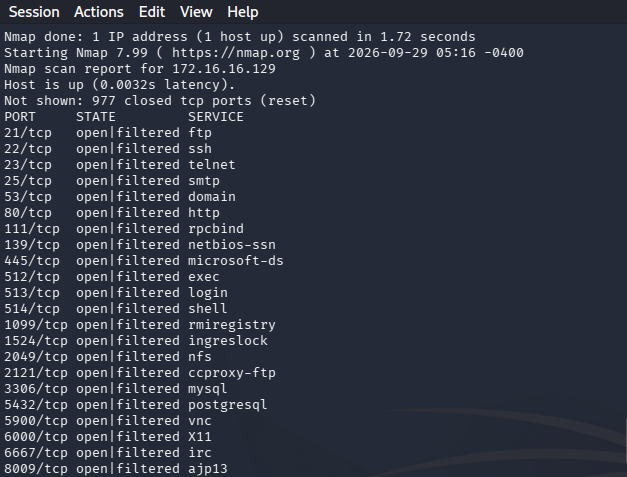 Session Actions Edit View Help
Nmap done: 1 IP address (1 host up) scanned in 1.72 seconds
Starting Nmap 7.99 ( https://nmap.org ) at 2026-09-29 05:16 -0400
Nmap scan report for 172.16.16.129
Host is up (0.0032s latency).
Not shown: 977 closed tcp ports (reset)
PORT     STATE         SERVICE
21/tcp   open|filtered ftp
22/tcp   open|filtered ssh
23/tcp   open|filtered telnet
25/tcp   open|filtered smtp
53/tcp   open|filtered domain
80/tcp   open|filtered http
111/tcp  open|filtered rpcbind
139/tcp  open|filtered netbios-ssn
445/tcp  open|filtered microsoft-ds
512/tcp  open|filtered exec
513/tcp  open|filtered login
514/tcp  open|filtered shell
1099/tcp open|filtered rmiregistry
1524/tcp open|filtered ingreslock
2049/tcp open|filtered nfs
2121/tcp open|filtered ccproxy-ftp
3306/tcp open|filtered mysql
5432/tcp open|filtered postgresql
5900/tcp open|filtered vnc
6000/tcp open|filtered X11
6667/tcp open|filtered irc
8009/tcp open|filtered ajp13